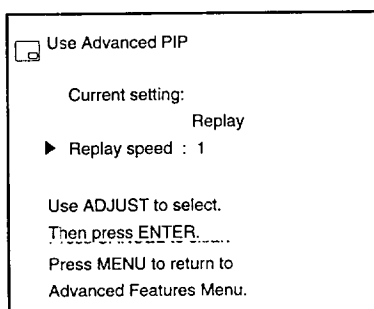 Use Advanced PIP
Current setting:
Replay
▶ Replay speed : 1
Use ADJUST to select.
Then press ENTER.
Press MENU to return to
Advanced Features Menu.